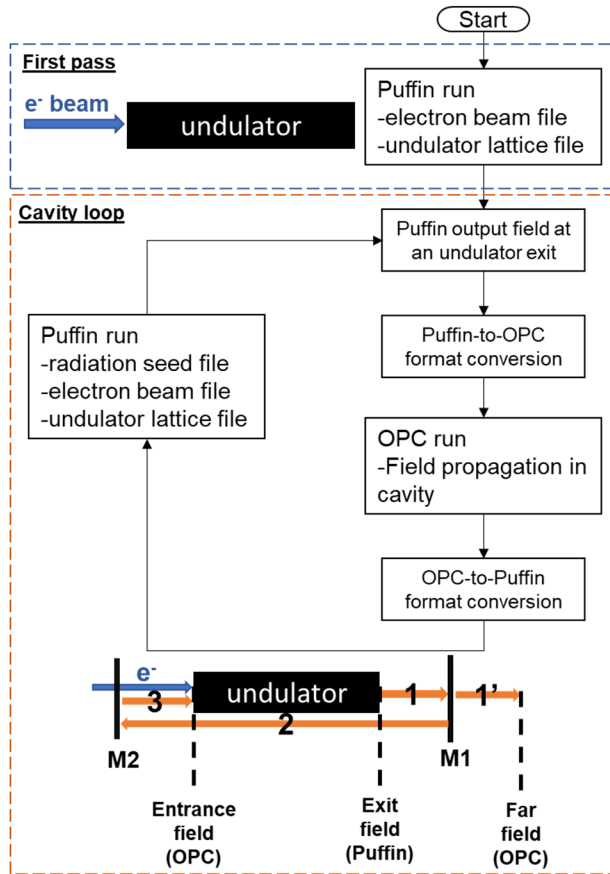 Start
First pass
e- beam
undulator
Puffin run
-electron beam file
-undulator lattice file
Cavity loop
Puffin output field at
an undulator exit
Puffin run
-radiation seed file
-electron beam file
-undulator lattice file
Puffin-to-OPC
format conversion
OPC run
-Field propagation in
cavity
OPC-to-Puffin
format conversion
e-
3
undulator
1
1’
2
M2
M1
Entrance
field
(OPC)
Exit
field
(Puffin)
Far
field
(OPC)